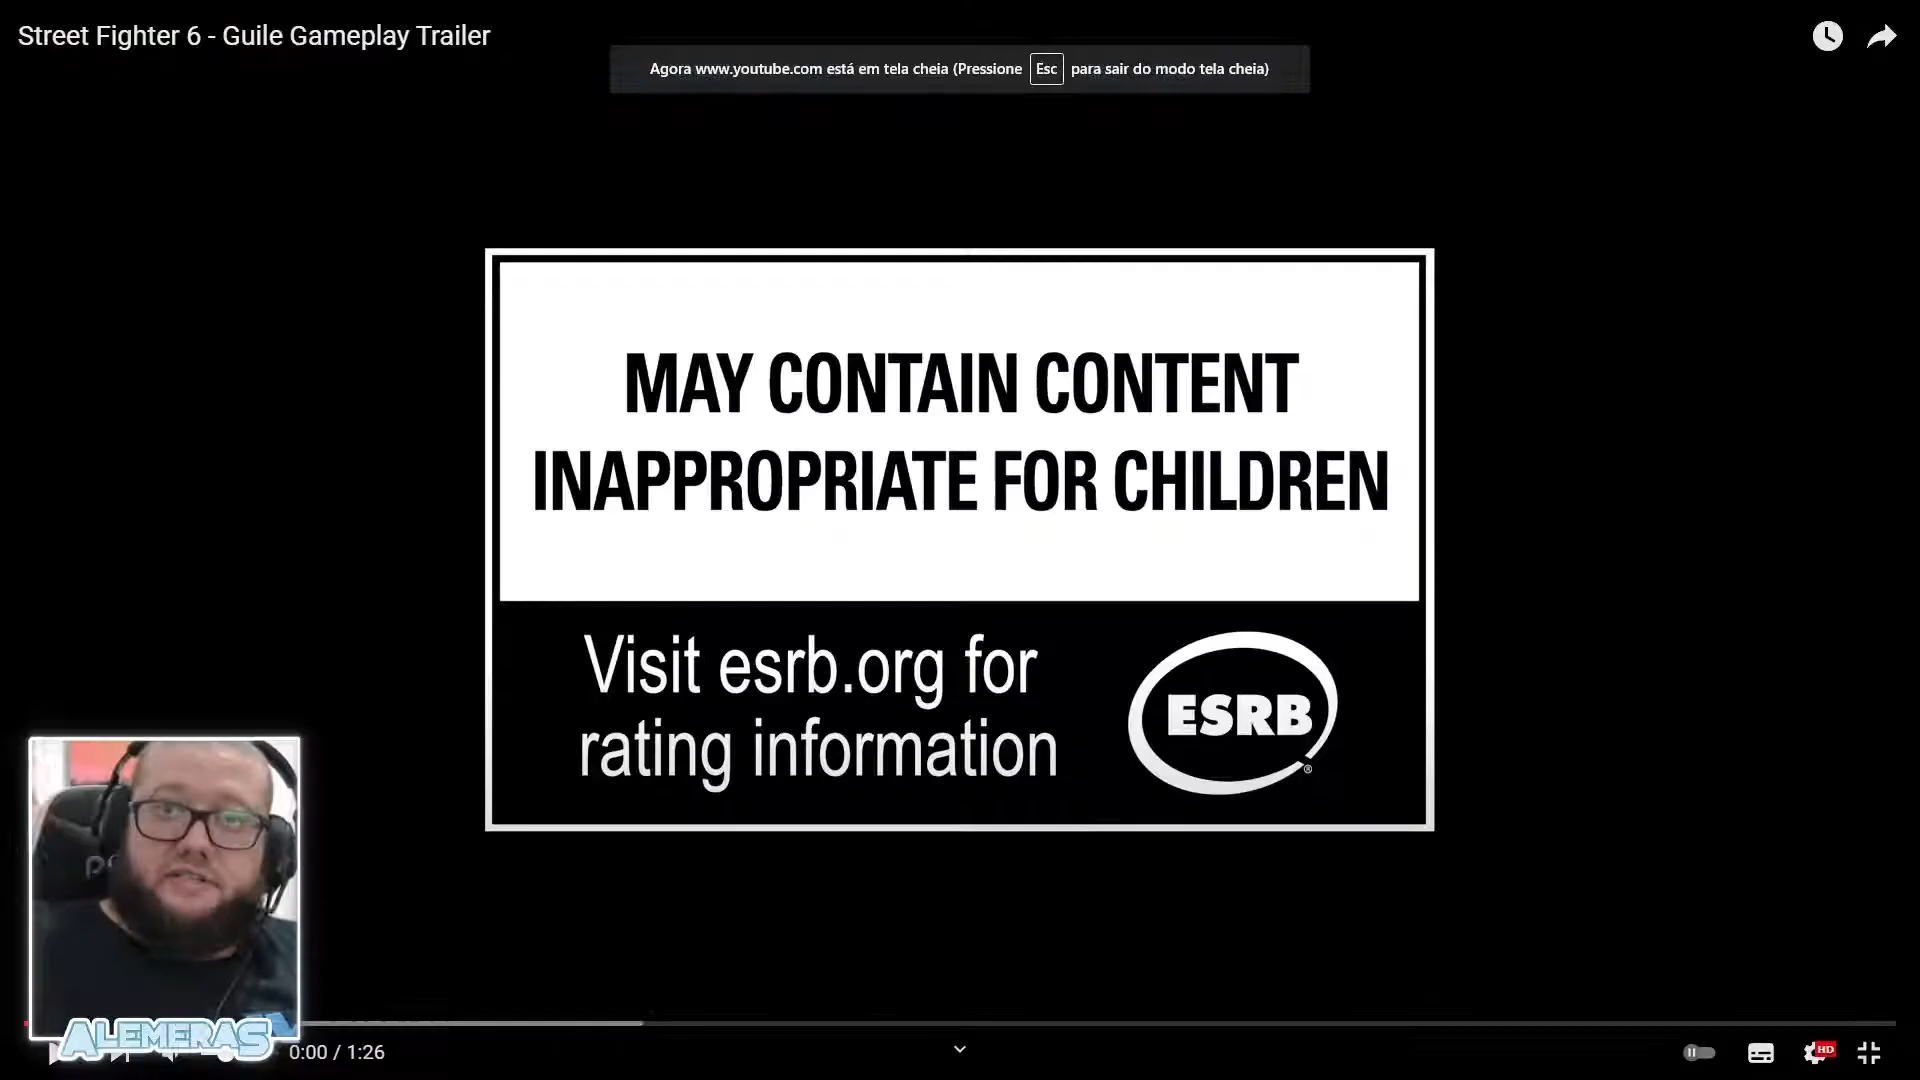 Street Fighter 6 - Guile Gameplay Trailer
Agora www.youtube.com está em tela cheia (Pressione Esc para sair do modo tela cheia)
MAY CONTAIN CONTENT
INAPPROPRIATE FOR CHILDREN
Visit esrb.org for
rating information
ESRB
®
ALEMERAS
0:00 / 1:26
HD